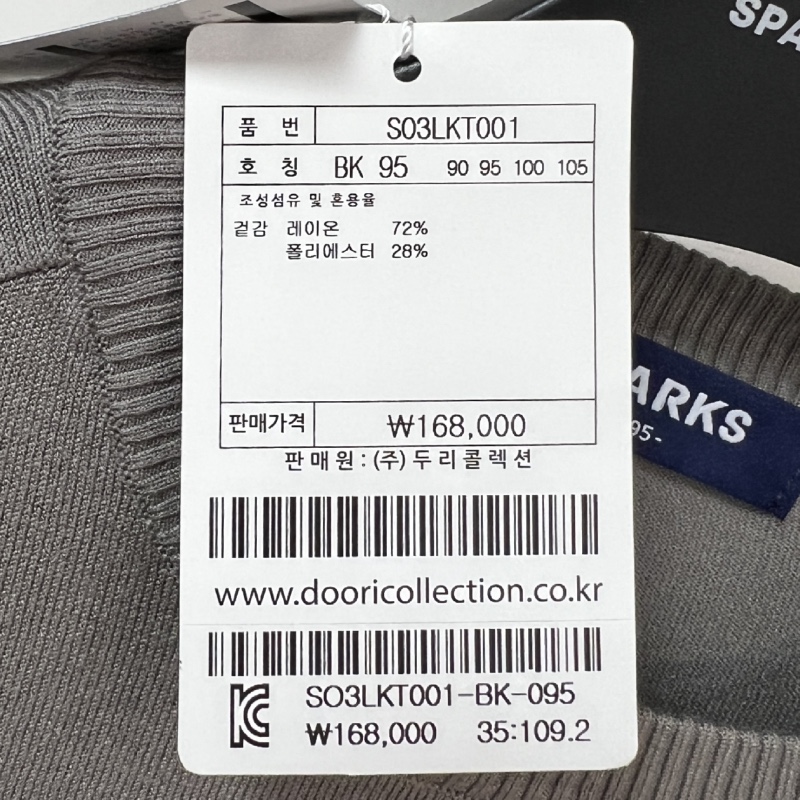 SPA
품 번 SO3LKT001
호 칭 BK 95 90 95 100 105
조성섬유 및 혼용율
겉감 레이온 72%
폴리에스터 28%
판매가격 ₩168,000
판매원 : (주)두리콜렉션
www.dooricollection.co.kr
SO3LKT001-BK-095
₩168,000 35:109.2
ARKS
95-